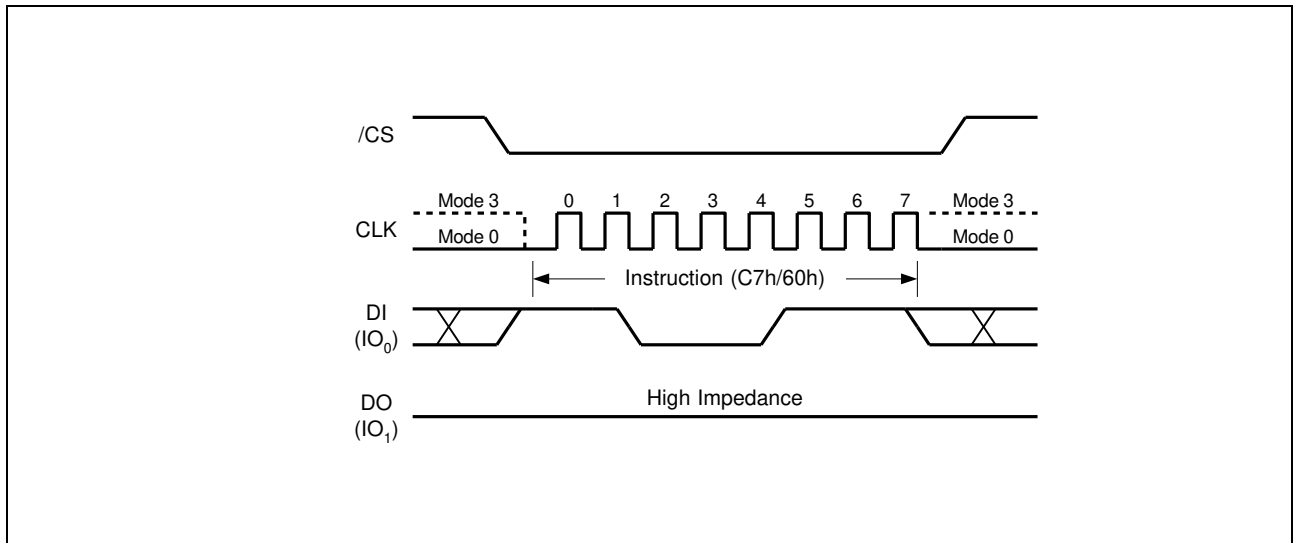 /CS
Mode 3
0 1 2 3 4 5 6 7
Mode 3
CLK
Mode 0
Mode 0
Instruction (C7h/60h)
DI
(IO0)
High Impedance
DO
(IO1)